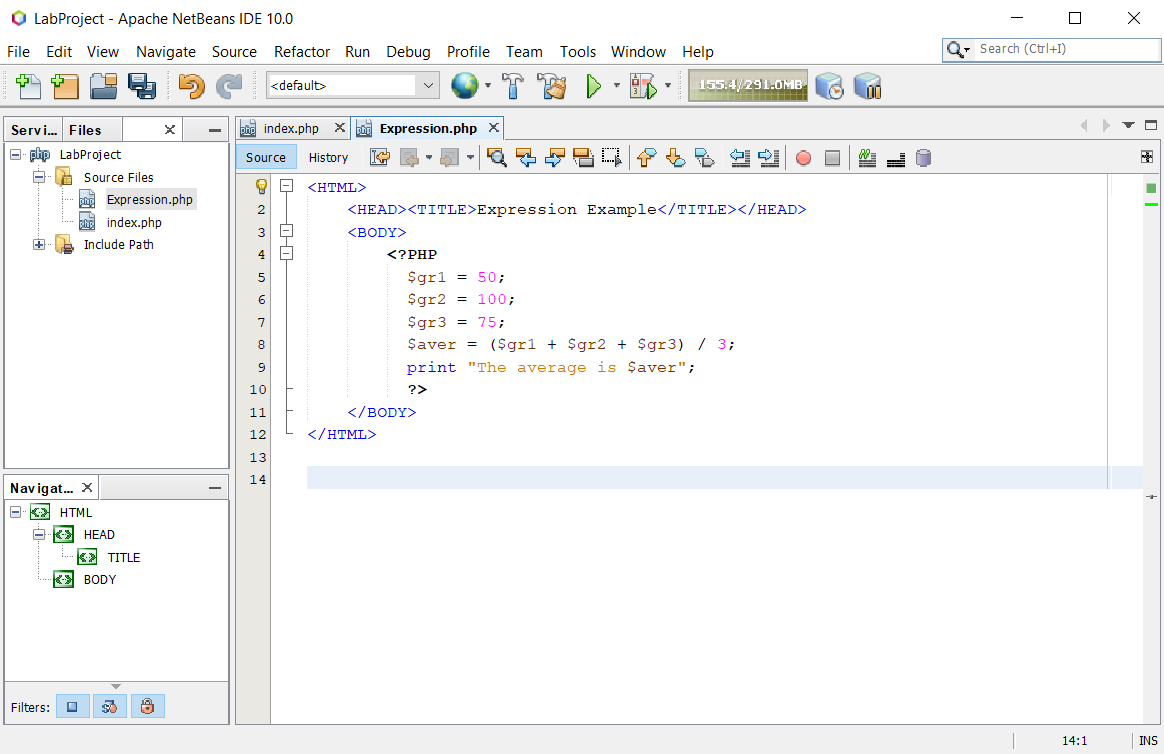 LabProject - Apache NetBeans IDE 10.0
File Edit View Navigate Source Refactor Run Debug Profile Team Tools Window Help
Search (Ctrl+I)
<default>
155.4/291.0MB
Servi... Files
LabProject
Source Files
Expression.php
index.php
Include Path
Navigat...
HTML
HEAD
TITLE
BODY
Filters:
index.php Expression.php
Source History
<HTML>
2 <HEAD><TITLE>Expression Example</TITLE></HEAD>
3 <BODY>
4 <?PHP
5 $gr1 = 50;
6 $gr2 = 100;
7 $gr3 = 75;
8 $aver = ($gr1 + $gr2 + $gr3) / 3;
9 print "The average is $aver";
10 ?>
11 </BODY>
12 </HTML>
13
14
14:1 INS